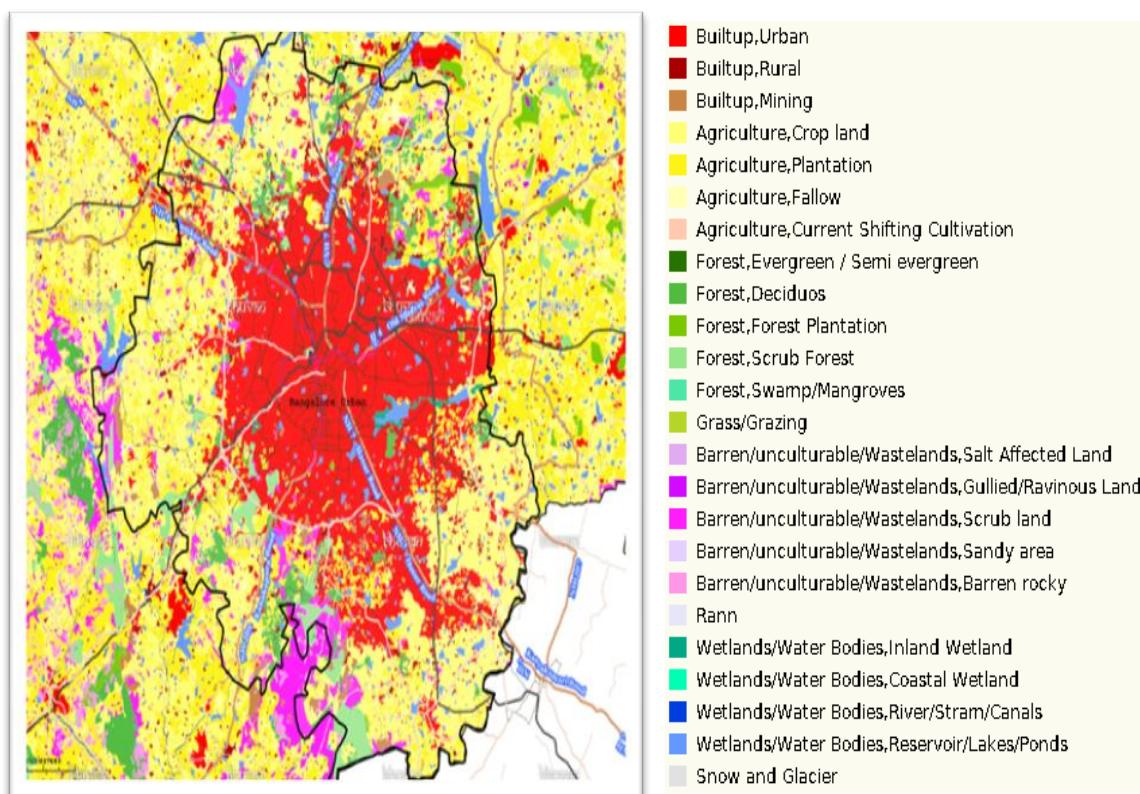 Bangalore Urban
Builtup,Urban
Builtup,Rural
Builtup,Mining
Agriculture,Crop land
Agriculture,Plantation
Agriculture,Fallow
Agriculture,Current Shifting Cultivation
Forest,Evergreen / Semi evergreen
Forest,Deciduos
Forest,Forest Plantation
Forest,Scrub Forest
Forest,Swamp/Mangroves
Grass/Grazing
Barren/unculturable/Wastelands,Salt Affected Land
Barren/unculturable/Wastelands,Gullied/Ravinous Land
Barren/unculturable/Wastelands,Scrub land
Barren/unculturable/Wastelands,Sandy area
Barren/unculturable/Wastelands,Barren rocky
Rann
Wetlands/Water Bodies,Inland Wetland
Wetlands/Water Bodies,Coastal Wetland
Wetlands/Water Bodies,River/Stram/Canals
Wetlands/Water Bodies,Reservoir/Lakes/Ponds
Snow and Glacier